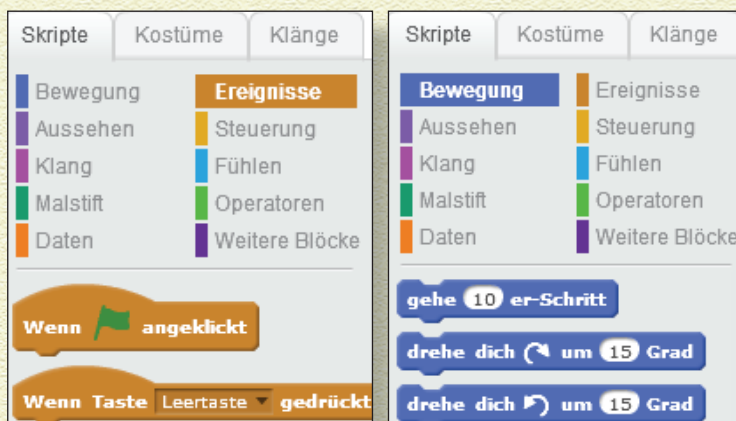 Skripte Kostüme Klänge
Bewegung Ereignisse
Aussehen Steuerung
Klang Fühlen
Malstift Operatoren
Daten Weitere Blöcke
Wenn angeklickt
Wenn Taste Leertaste gedrückt
Skripte Kostüme Klänge
Bewegung Ereignisse
Aussehen Steuerung
Klang Fühlen
Malstift Operatoren
Daten Weitere Blöcke
gehe 10 er-Schritt
drehe dich um 15 Grad
drehe dich um 15 Grad